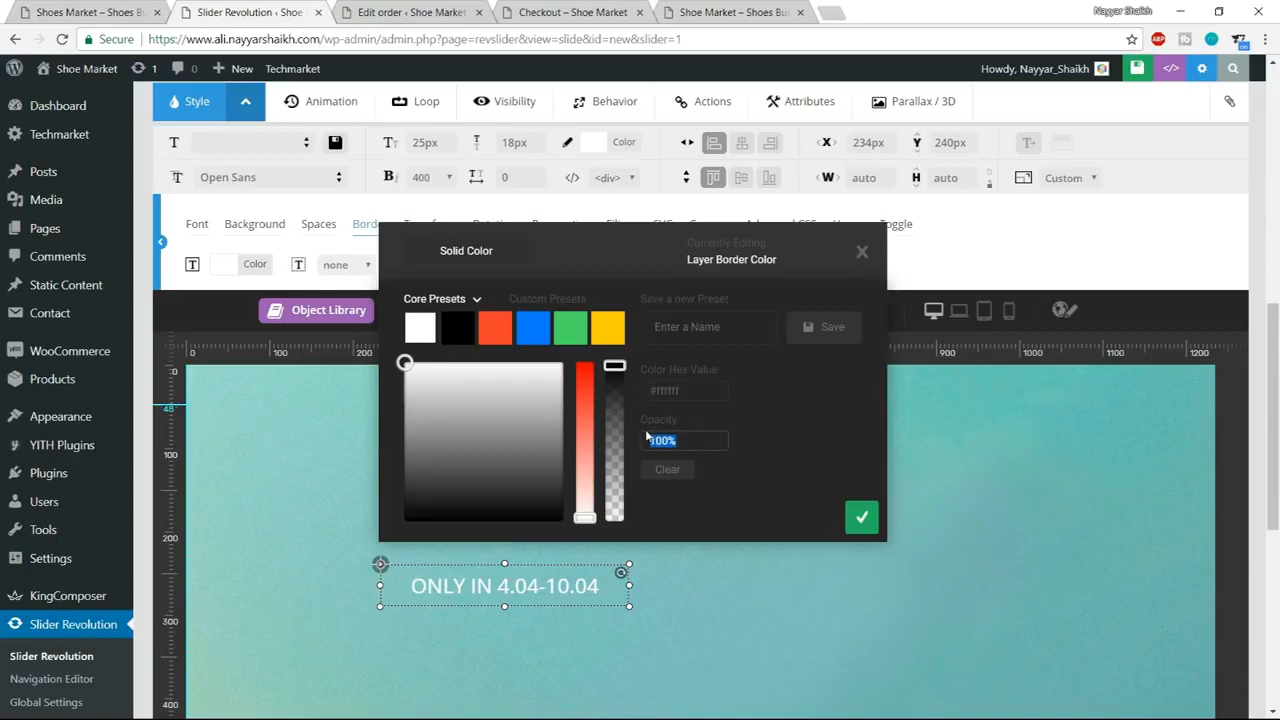 Shoes Market – Shoes Bus
Slider Revolution ‹ Shoe
Edit order ‹ Shoe Market
Checkout – Shoe Market
Shoe Market – Shoes Bu
Nayyar Shaikh
Secure
https://www.ali.nayyarshaikh.com/wp-admin/admin.php?page=revslider&view=slide&id=new&slider=1
Shoe Market
1
0
New
Techmarket
Howdy, Nayyar_Shaikh
Dashboard
Techmarket
Posts
Media
Pages
Comments
Static Content
Contact
WooCommerce
Products
Appearance
YITH Plugins
Plugins
Users
Tools
Settings
KingComposer
Slider Revolution
Slider Revolution
Navigation Editor
Global Settings
Style
Animation
Loop
Visibility
Behavior
Actions
Attributes
Parallax / 3D
25px
18px
Color
234px
240px
Open Sans
400
0
<div>
auto
auto
Custom
Font
Background
Spaces
Bord
Toggle
Color
none
Object Library
Solid Color
Currently Editing
Layer Border Color
Core Presets
Custom Presets
Save a new Preset
Enter a Name
Save
Color Hex Value
#ffffff
Opacity
100%
Clear
0
100
200
900
1000
1100
1200
0
48
100
200
300
400
ONLY IN 4.04-10.04